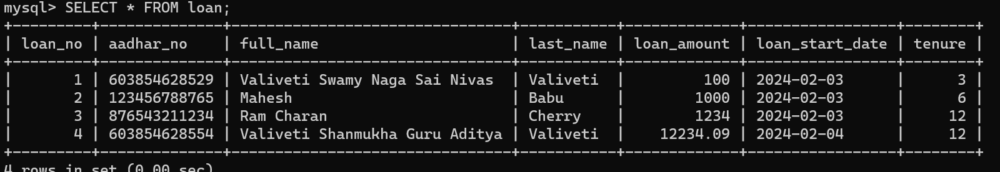 mysql> SELECT * FROM loan;
+---------+--------------+--------------------------------+-----------+-------------+-----------------+--------+
| loan_no | aadhar_no    | full_name                      | last_name | loan_amount | loan_start_date | tenure |
+---------+--------------+--------------------------------+-----------+-------------+-----------------+--------+
|       1 | 603854628529 | Valiveti Swamy Naga Sai Nivas  | Valiveti  |         100 | 2024-02-03      |      3 |
|       2 | 123456788765 | Mahesh                         | Babu      |        1000 | 2024-02-03      |      6 |
|       3 | 876543211234 | Ram Charan                     | Cherry    |        1234 | 2024-02-03      |     12 |
|       4 | 603854628554 | Valiveti Shanmukha Guru Aditya | Valiveti  |    12234.09 | 2024-02-04      |     12 |
+---------+--------------+--------------------------------+-----------+-------------+-----------------+--------+
4 rows in set (0.00 sec)